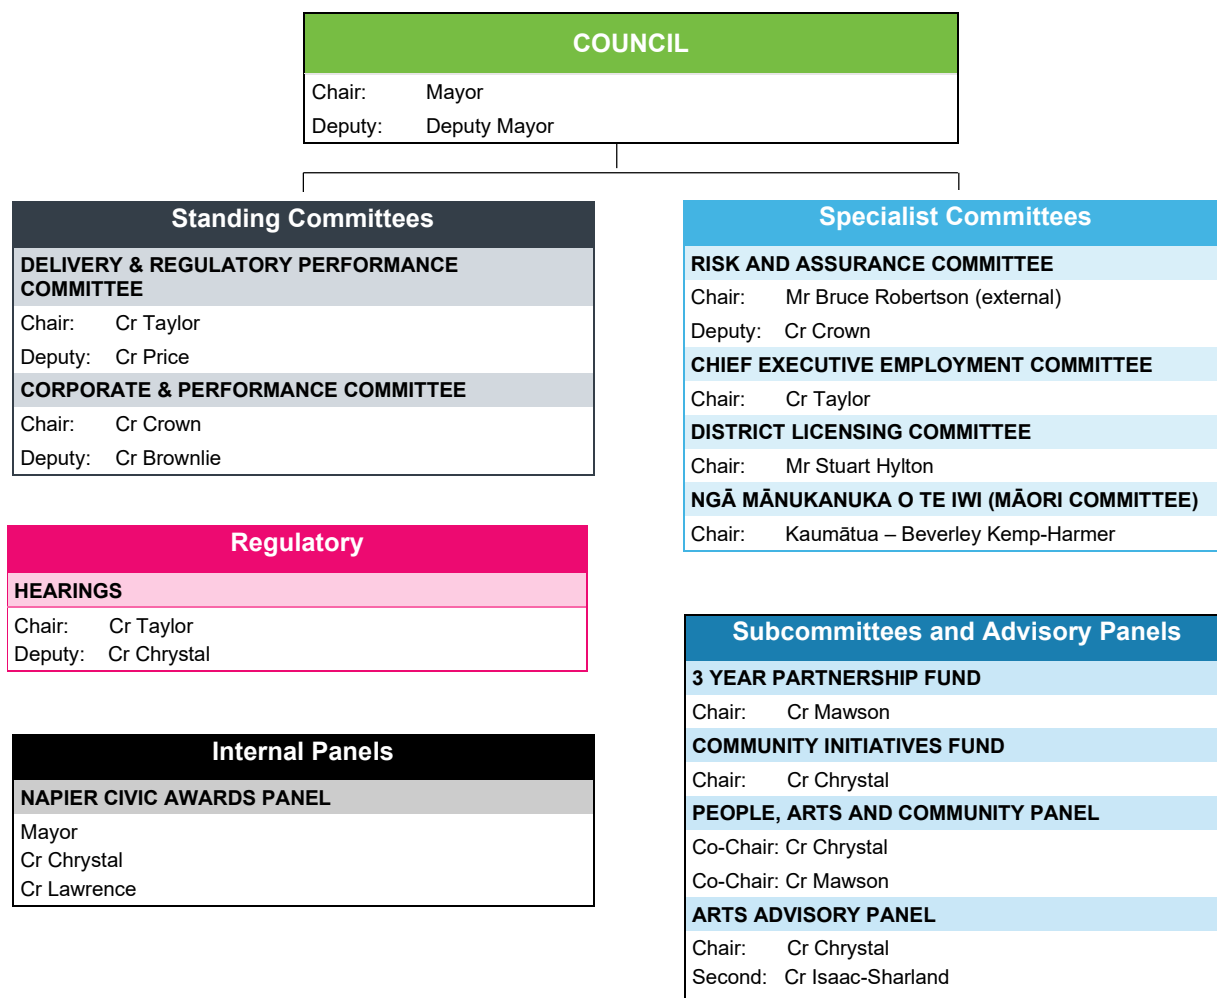 COUNCIL
Chair: Mayor
Deputy: Deputy Mayor
Standing Committees
DELIVERY & REGULATORY PERFORMANCE
COMMITTEE
Chair: Cr Taylor
Deputy: Cr Price
CORPORATE & PERFORMANCE COMMITTEE
Chair: Cr Crown
Deputy: Cr Brownlie
Regulatory
HEARINGS
Chair: Cr Taylor
Deputy: Cr Chrystal
Internal Panels
NAPIER CIVIC AWARDS PANEL
Mayor
Cr Chrystal
Cr Lawrence
Specialist Committees
RISK AND ASSURANCE COMMITTEE
Chair: Mr Bruce Robertson (external)
Deputy: Cr Crown
CHIEF EXECUTIVE EMPLOYMENT COMMITTEE
Chair: Cr Taylor
DISTRICT LICENSING COMMITTEE
Chair: Mr Stuart Hylton
NGĀ MĀNUKANUKA O TE IWI (MĀORI COMMITTEE)
Chair: Kaumātua – Beverley Kemp-Harmer
Subcommittees and Advisory Panels
3 YEAR PARTNERSHIP FUND
Chair: Cr Mawson
COMMUNITY INITIATIVES FUND
Chair: Cr Chrystal
PEOPLE, ARTS AND COMMUNITY PANEL
Co-Chair: Cr Chrystal
Co-Chair: Cr Mawson
ARTS ADVISORY PANEL
Chair: Cr Chrystal
Second: Cr Isaac-Sharland